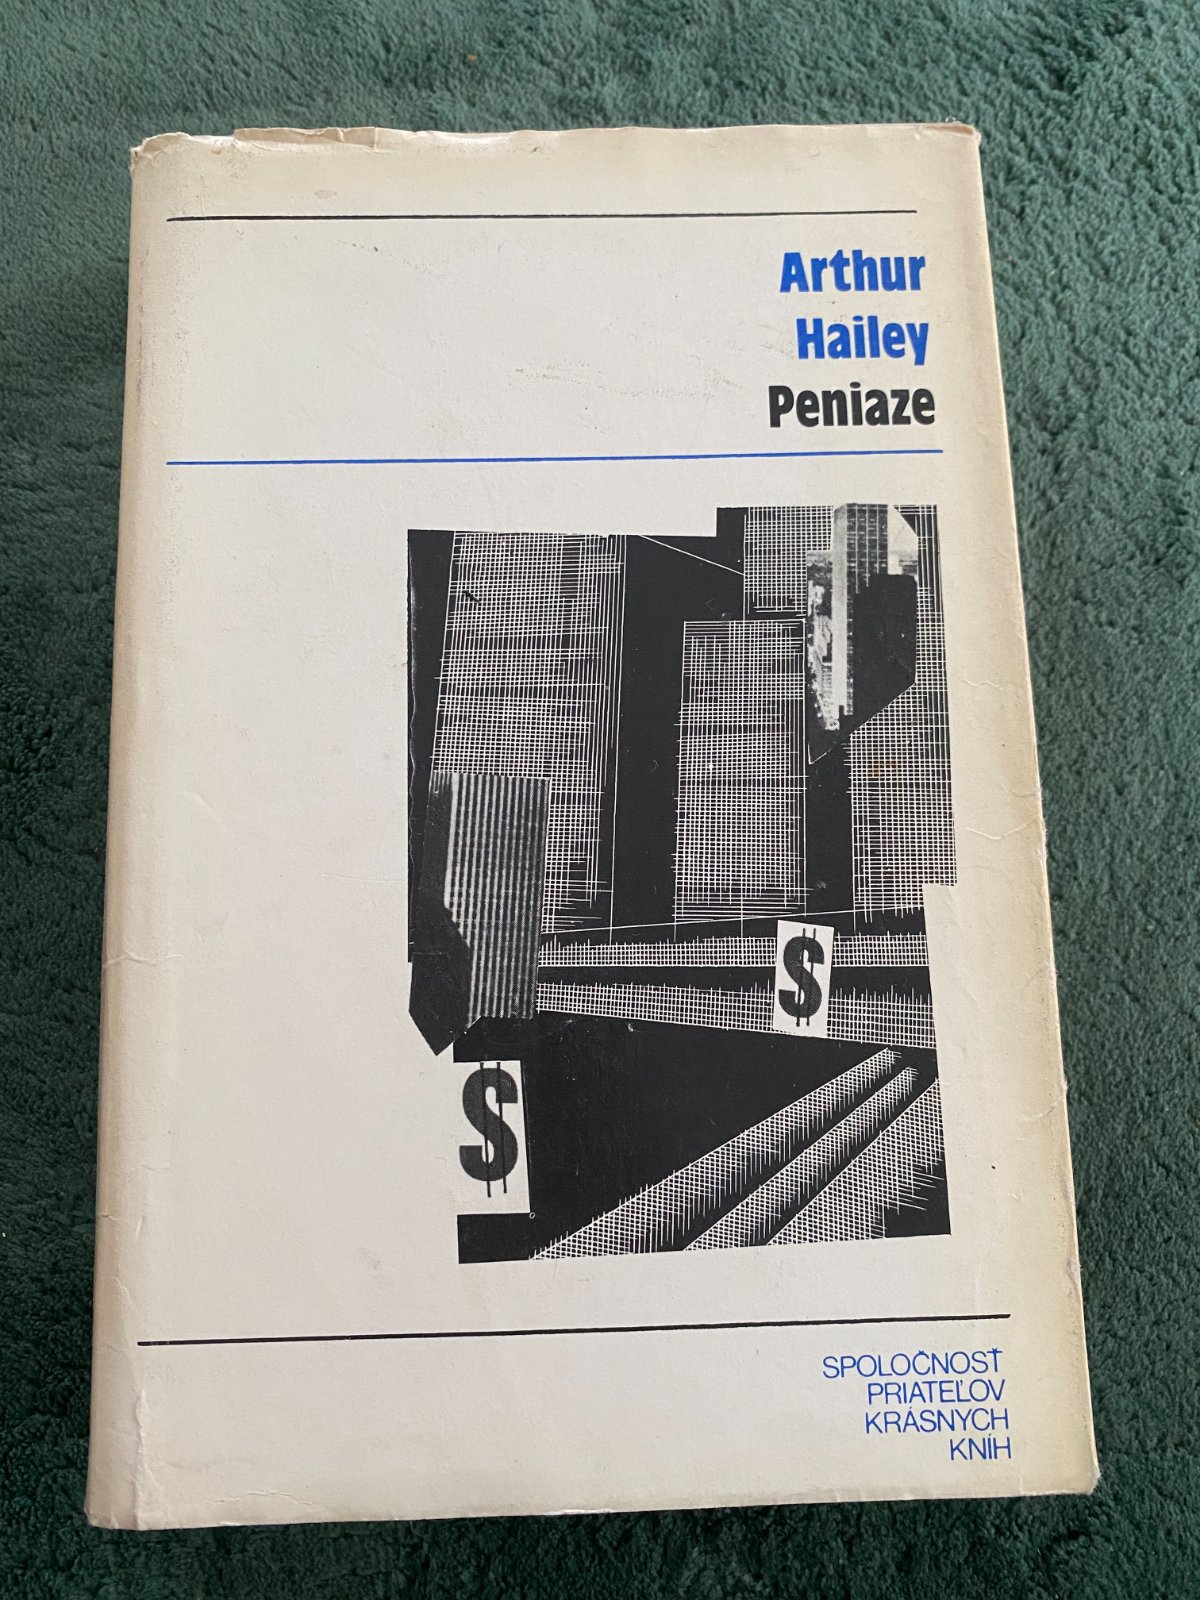 Arthur
Hailey
Peniaze
$
$
SPOLOČNOSŤ
PRIATEĽOV
KRÁSNYCH
KNÍH